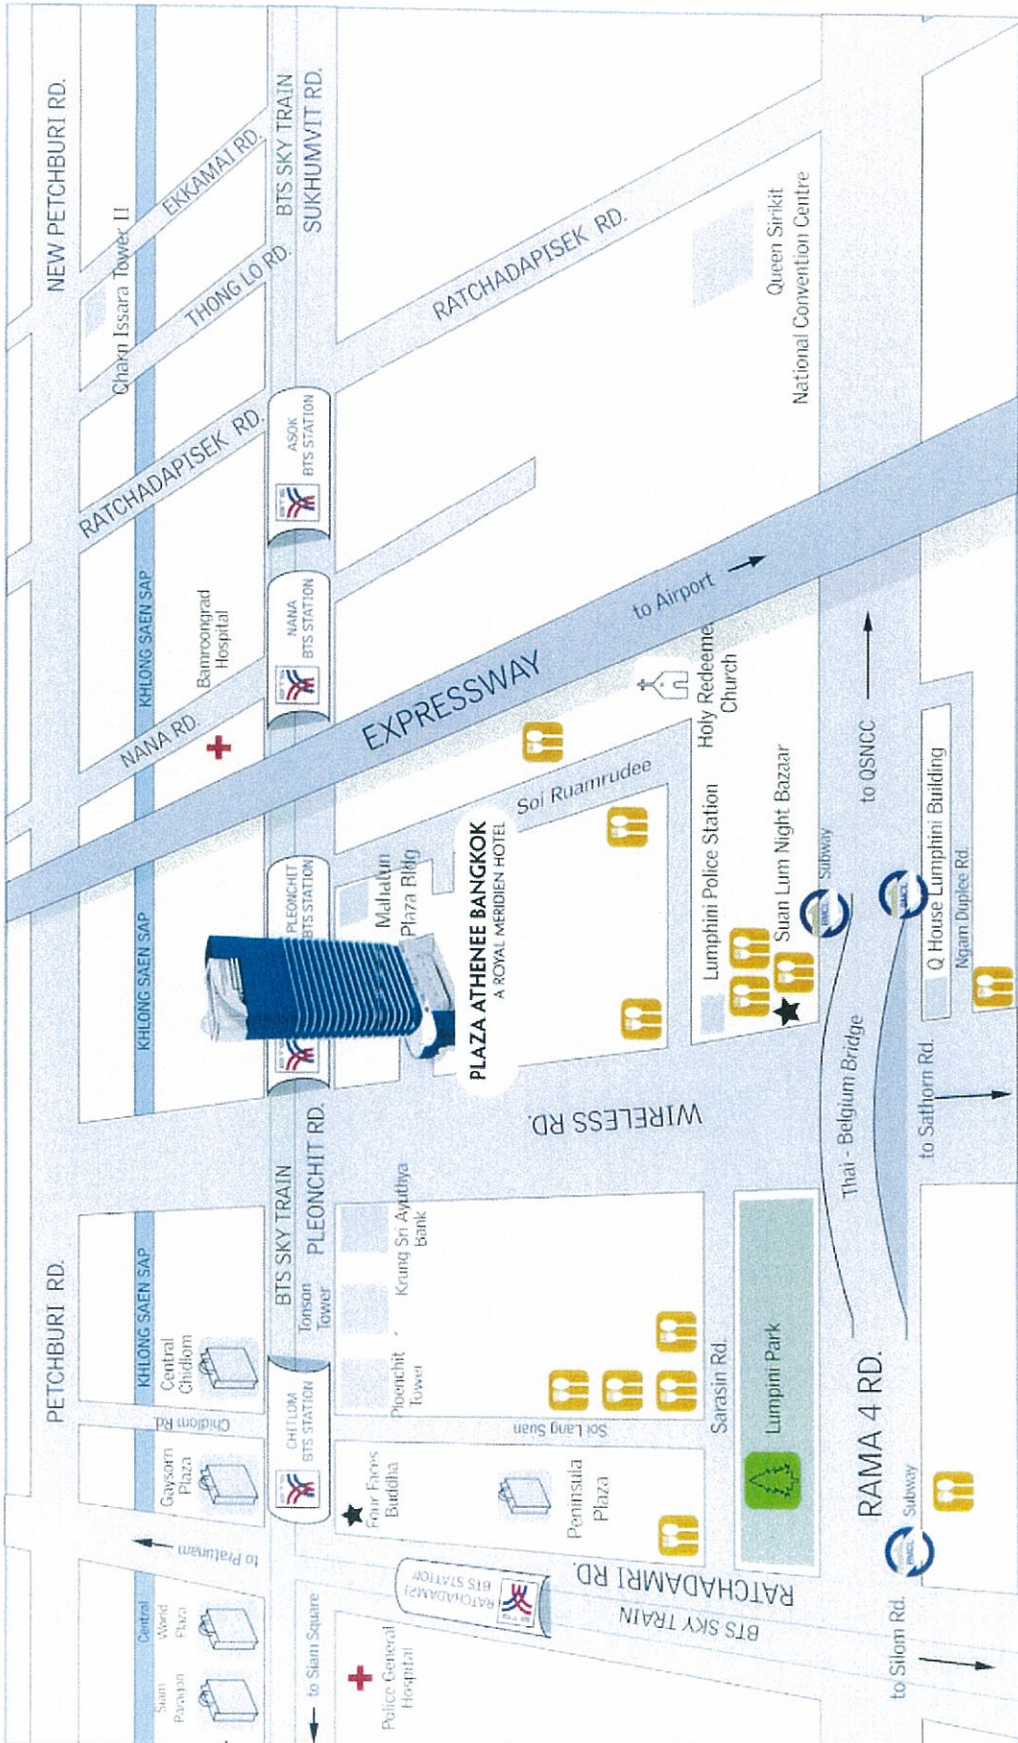 PETCHBURI RD.
NEW PETCHBURI RD.
Charn Issara Tower II
KHLONG SAEN SAP
KHLONG SAEN SAP
KHLONG SAEN SAP
KHLONG SAEN SAP
Central
World
Plaza
Siam
Paragon
to Pratunam
Gaysorn
Plaza
Chidlom Rd.
Central
Chidlom
NANA RD.
Bamroongrad
Hospital
RATCHADAPISEK RD.
THONG LO RD.
EKKAMAI RD.
to Siam Square
CHITLOM
BTS STATION
BTS SKY TRAIN
PLEONCHIT RD.
PLEONCHIT
BTS STATION
NANA
BTS STATION
ASOK
BTS STATION
BTS SKY TRAIN
SUKHUMVIT RD.
Police General
Hospital
RATCHADAMRI
BTS STATION
Four Faces
Buddha
Ploenchit
Tower
Tonson
Tower
Krung Sri Ayuthya
Bank
Mahatun
Plaza Bldg
PLAZA ATHENEE BANGKOK
A ROYAL MERIDIEN HOTEL
EXPRESSWAY
to Airport
RATCHADAPISEK RD.
Peninsula
Plaza
Soi Lang Suan
WIRELESS RD.
Soi Ruamrudee
BTS SKY TRAIN
RATCHADAMRI RD.
Sarasin Rd.
Lumpini Park
Lumphini Police Station
Holy Redeeme
Church
Suan Lum Night Bazaar
Queen Sirikit
National Convention Centre
RAMA 4 RD.
Thai - Belgium Bridge
BMCL
Subway
to QSNCC
to Silom Rd.
BMCL
Subway
to Sathorn Rd.
BMCL
Q House Lumphini Building
Ngam Duplee Rd.